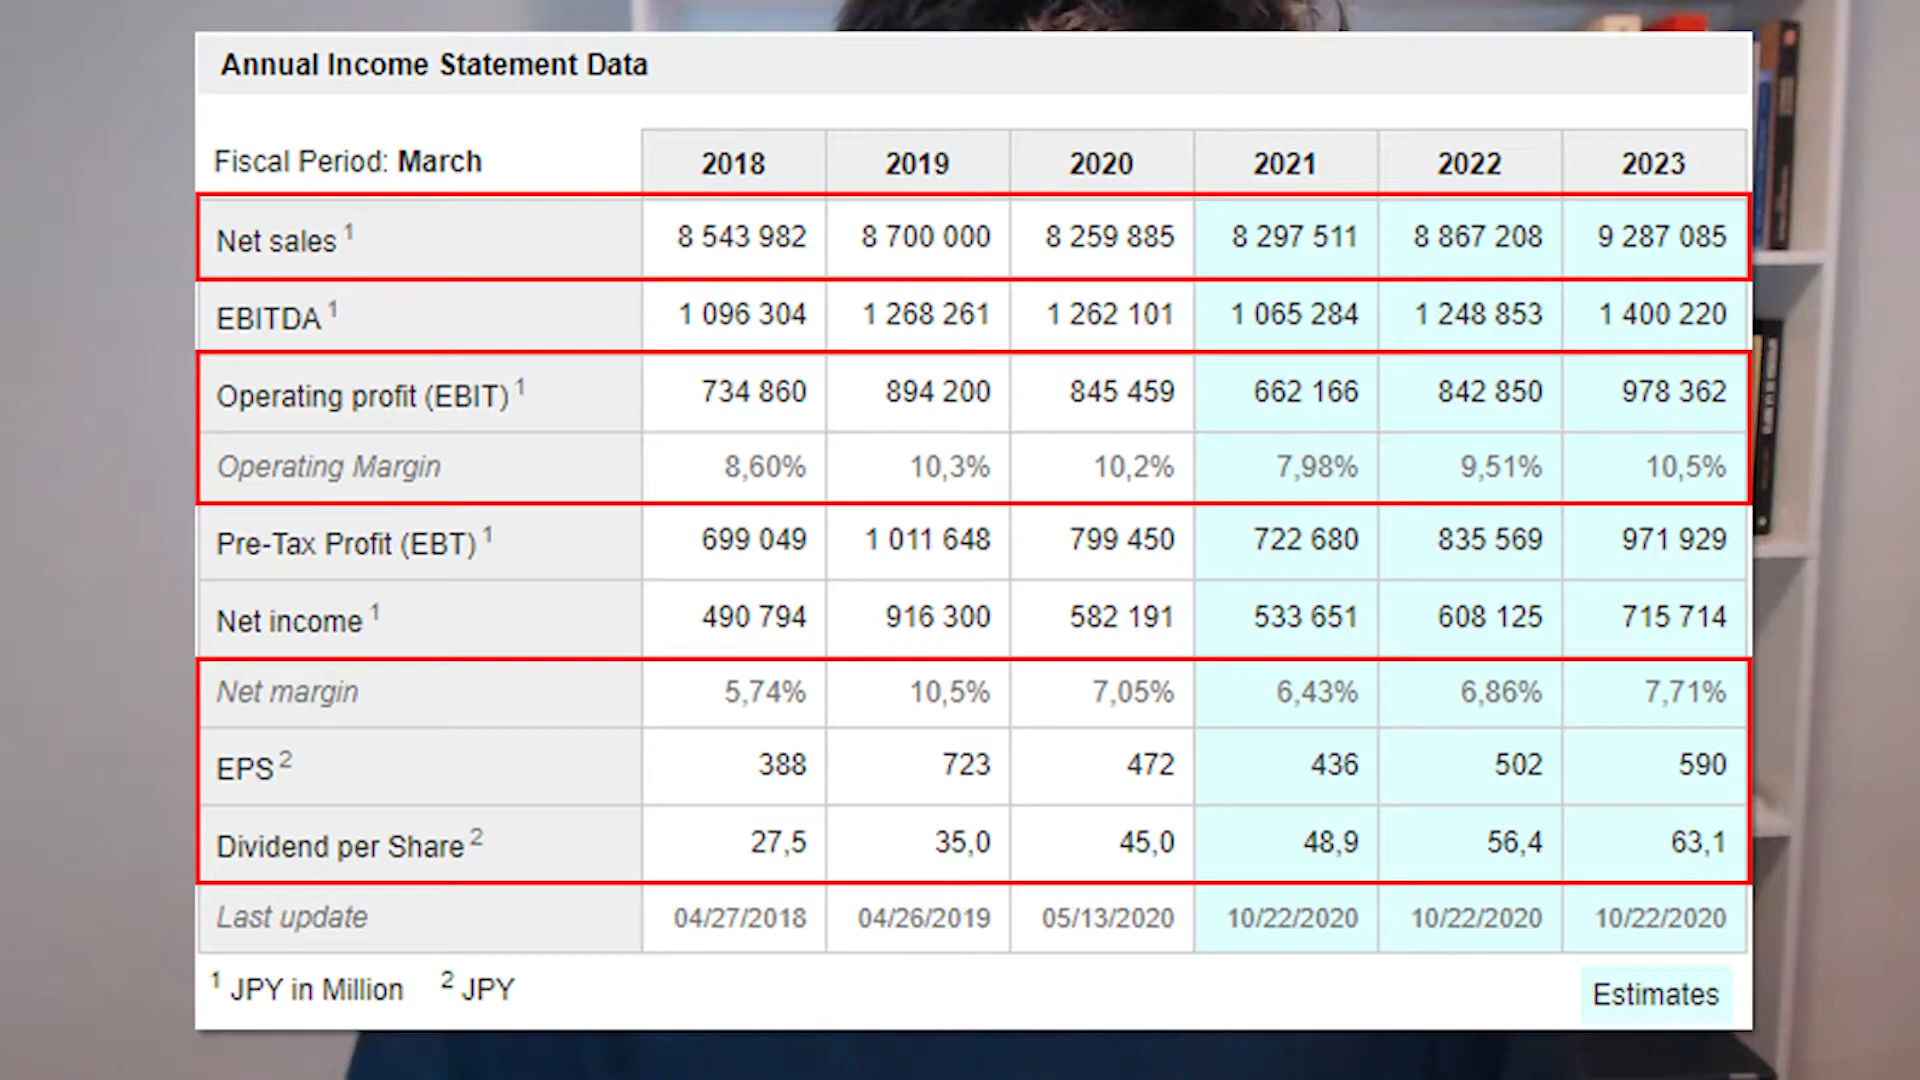 Annual Income Statement Data
Fiscal Period: March 2018 2019 2020 2021 2022 2023
Net sales 1 8 543 982 8 700 000 8 259 885 8 297 511 8 867 208 9 287 085
EBITDA 1 1 096 304 1 268 261 1 262 101 1 065 284 1 248 853 1 400 220
Operating profit (EBIT) 1 734 860 894 200 845 459 662 166 842 850 978 362
Operating Margin 8,60% 10,3% 10,2% 7,98% 9,51% 10,5%
Pre-Tax Profit (EBT) 1 699 049 1 011 648 799 450 722 680 835 569 971 929
Net income 1 490 794 916 300 582 191 533 651 608 125 715 714
Net margin 5,74% 10,5% 7,05% 6,43% 6,86% 7,71%
EPS 2 388 723 472 436 502 590
Dividend per Share 2 27,5 35,0 45,0 48,9 56,4 63,1
Last update 04/27/2018 04/26/2019 05/13/2020 10/22/2020 10/22/2020 10/22/2020
1 JPY in Million 2 JPY Estimates